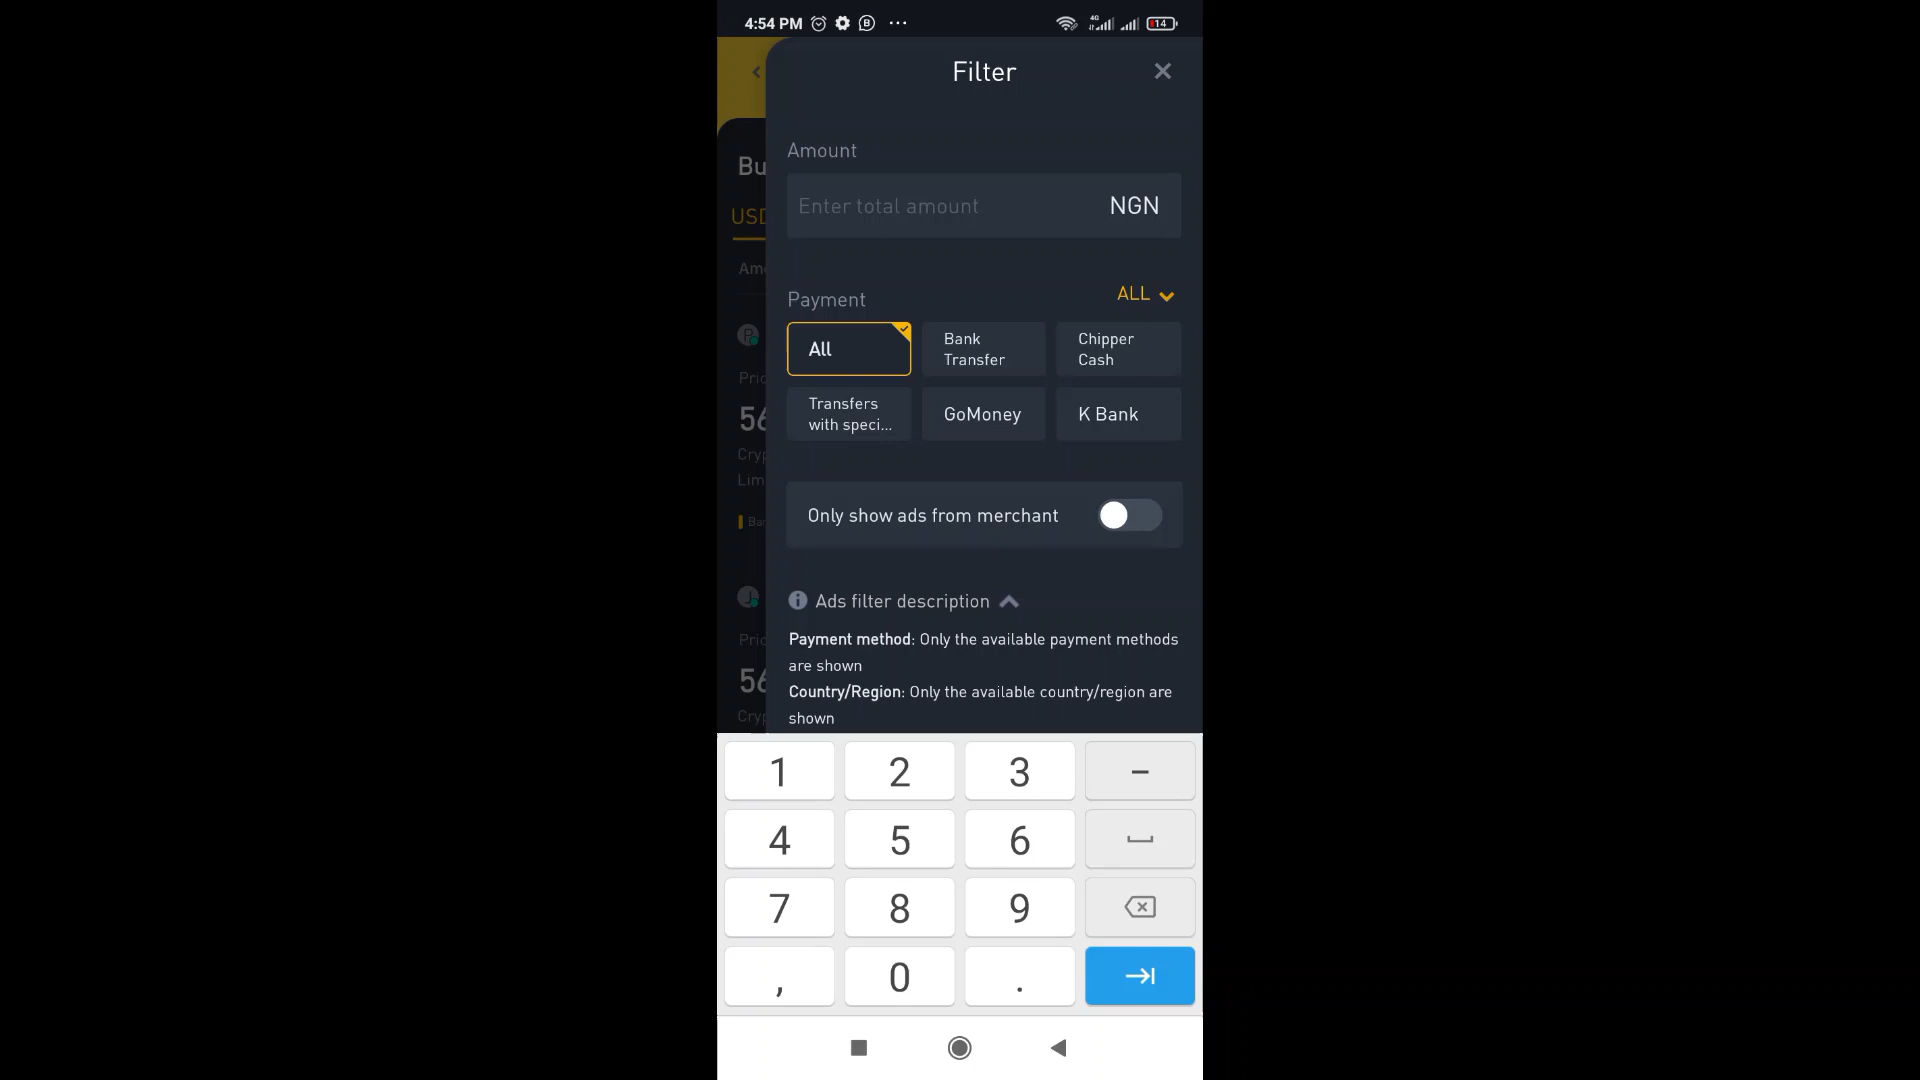 4:54 PM
4G
14
Filter
Amount
Enter total amount NGN
Payment ALL
All
Bank
Transfer
Chipper
Cash
Transfers
with speci...
GoMoney
K Bank
Only show ads from merchant
Ads filter description
Payment method: Only the available payment methods
are shown
Country/Region: Only the available country/region are
shown
1 2 3 –
4 5 6
7 8 9
, 0 .